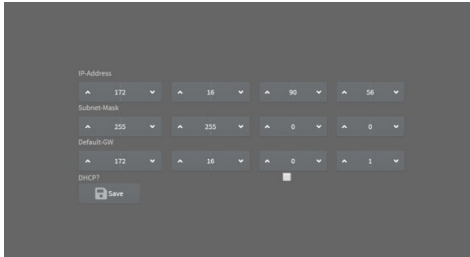 IP-Address
172 16 90 56
Subnet-Mask
255 255 0 0
Default-GW
172 16 0 1
DHCP?
Save